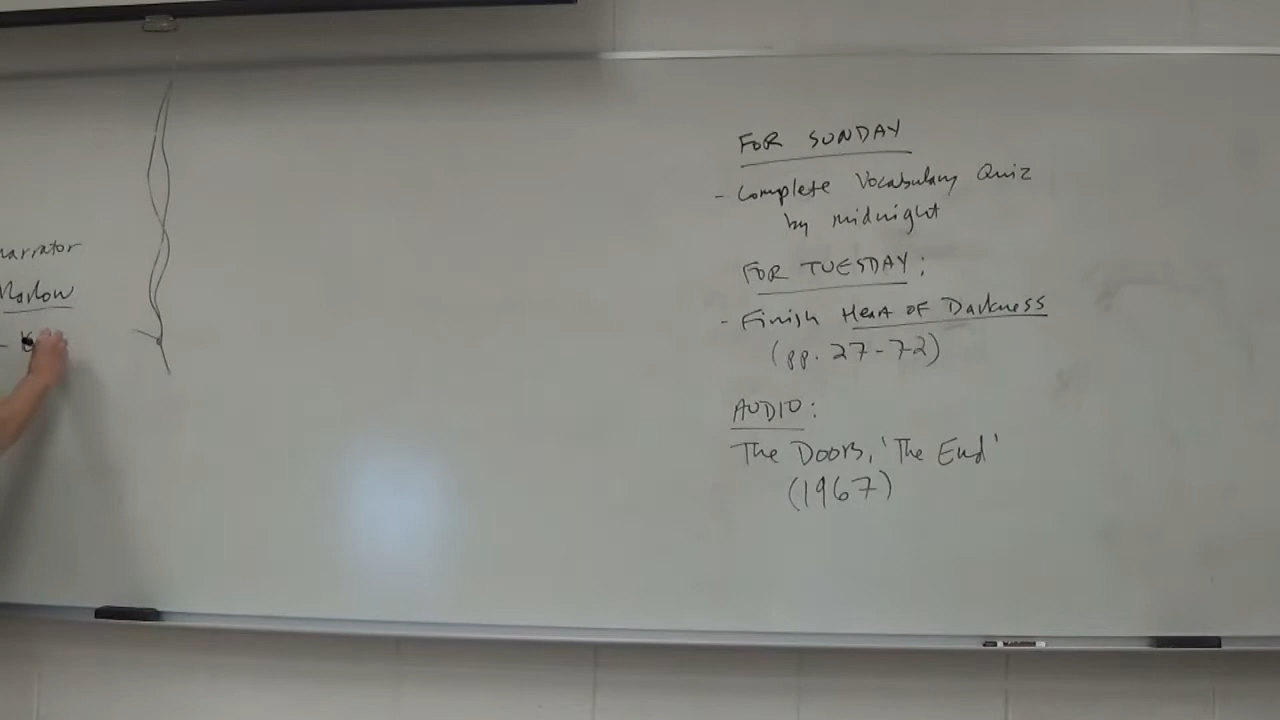 narrator
Marlow
FOR SUNDAY
- Complete Vocabulary Quiz
by midnight
FOR TUESDAY:
- Finish Heart OF Darkness
(pp. 27-72)
AUDIO:
The Doors, 'The End'
(1967)